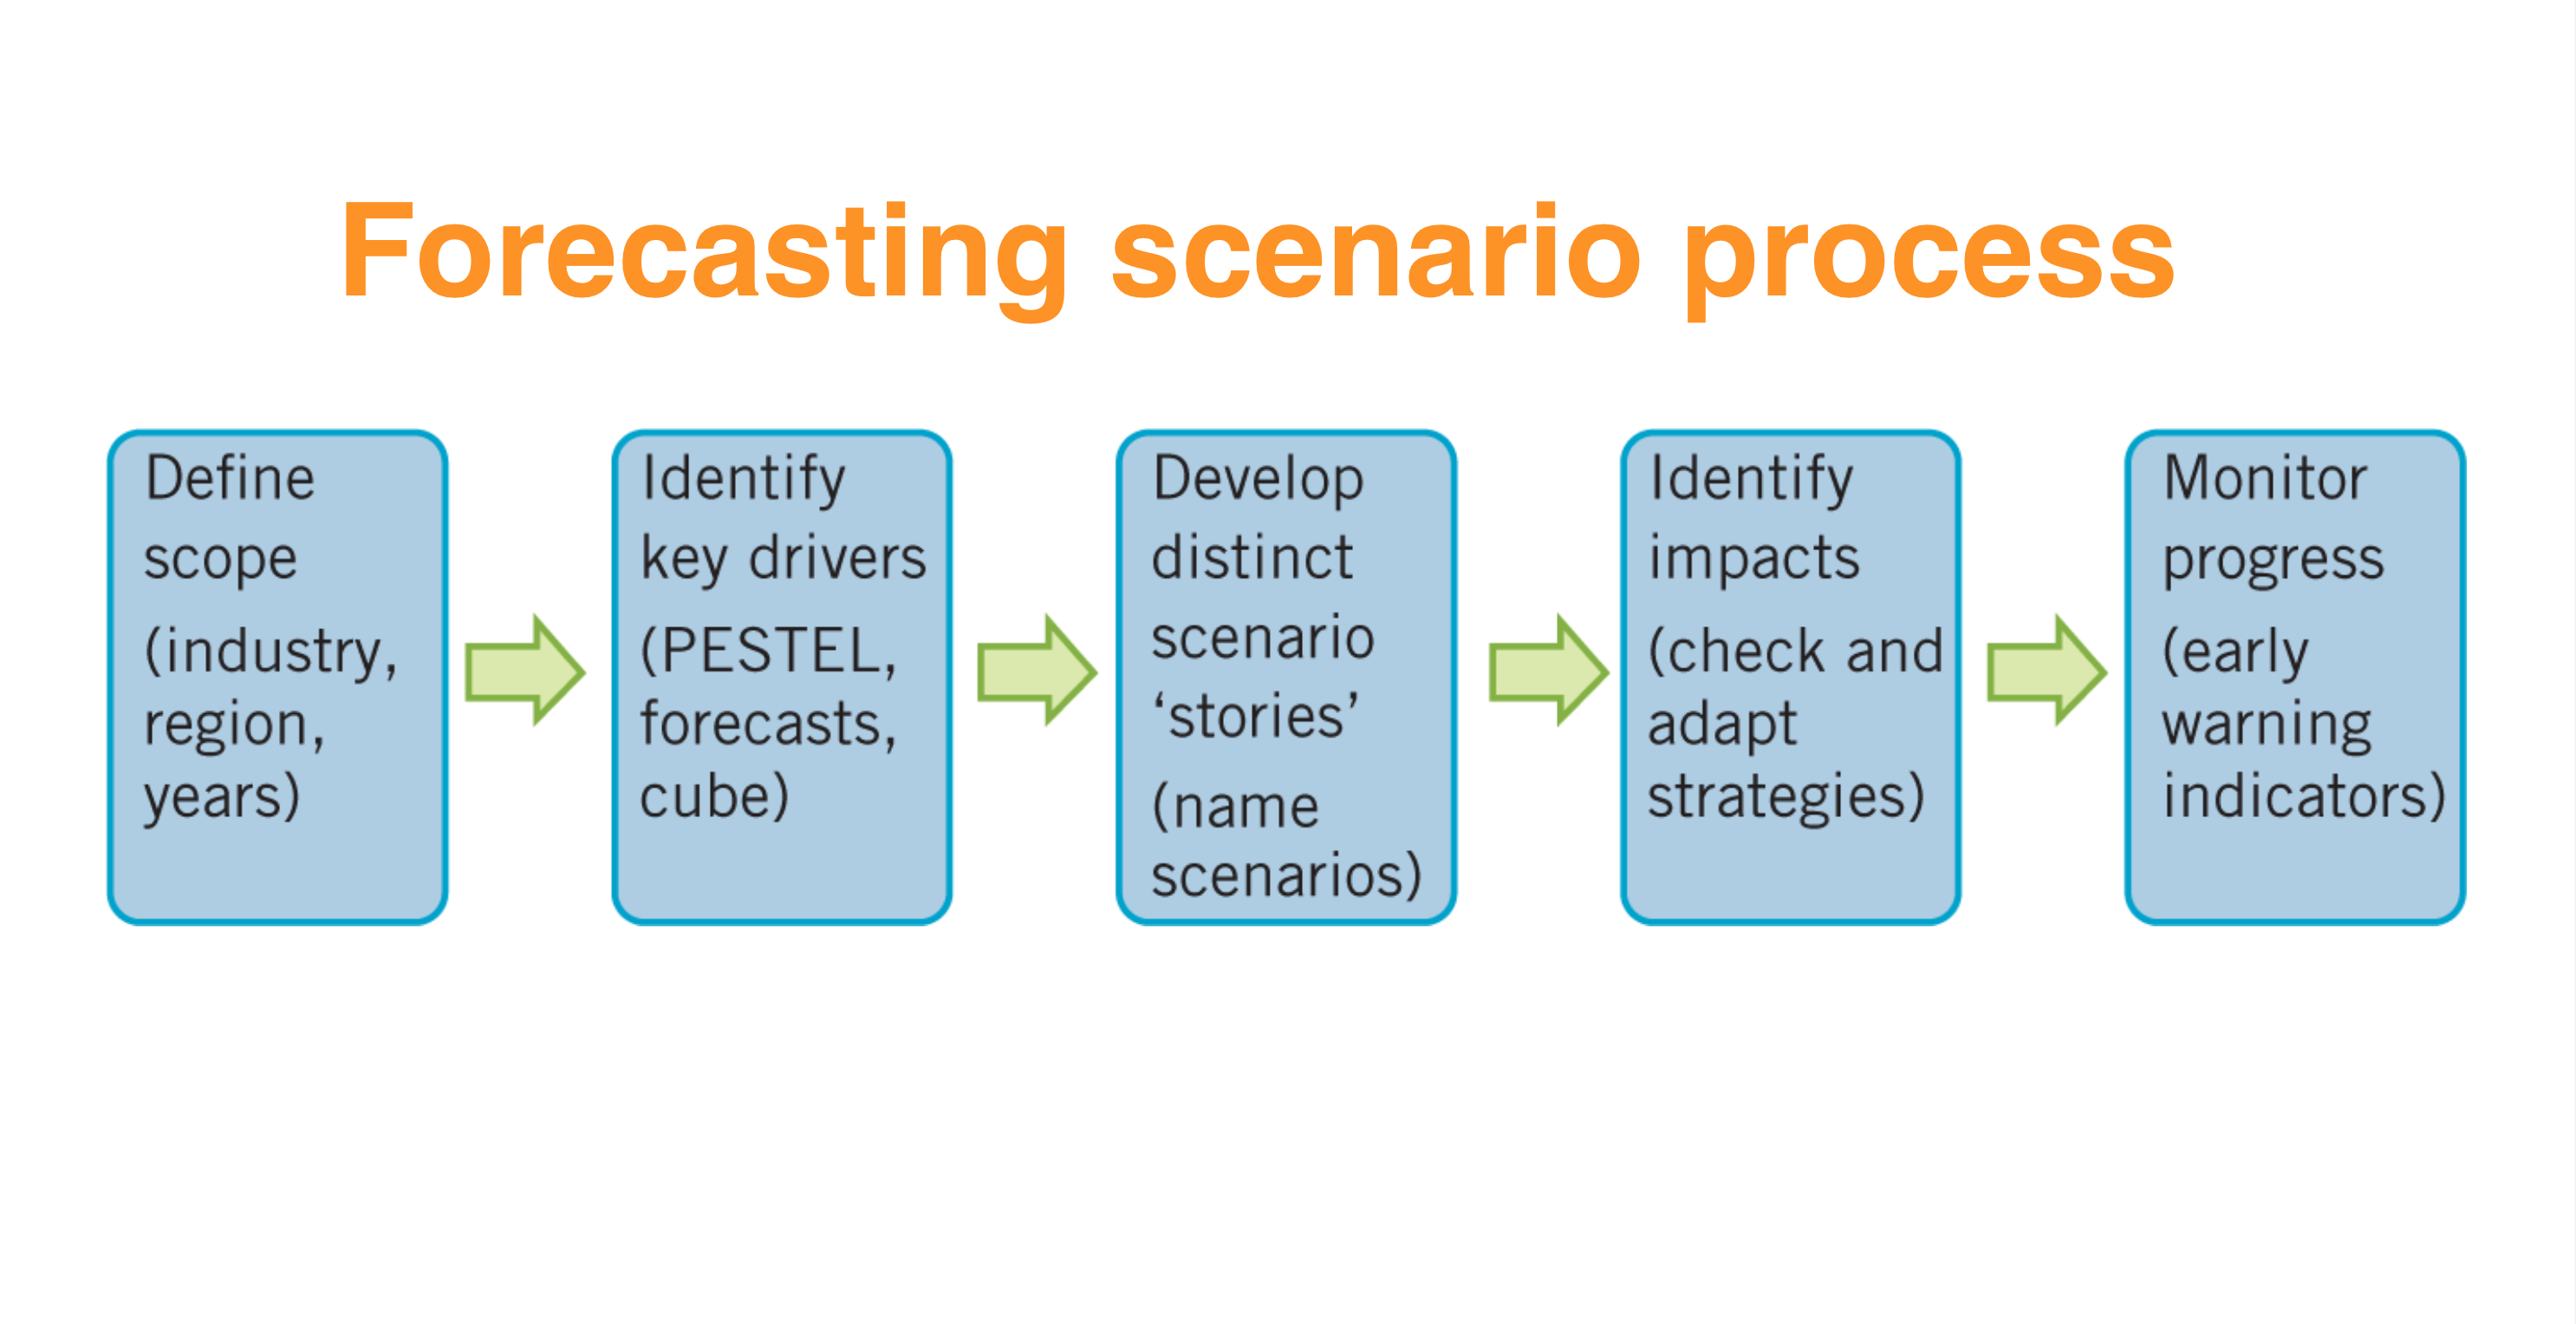 Forecasting scenario process
Define
scope
(industry,
region,
years)
Identify
key drivers
(PESTEL,
forecasts,
cube)
Develop
distinct
scenario
‘stories’
(name
scenarios)
Identify
impacts
(check and
adapt
strategies)
Monitor
progress
(early
warning
indicators)